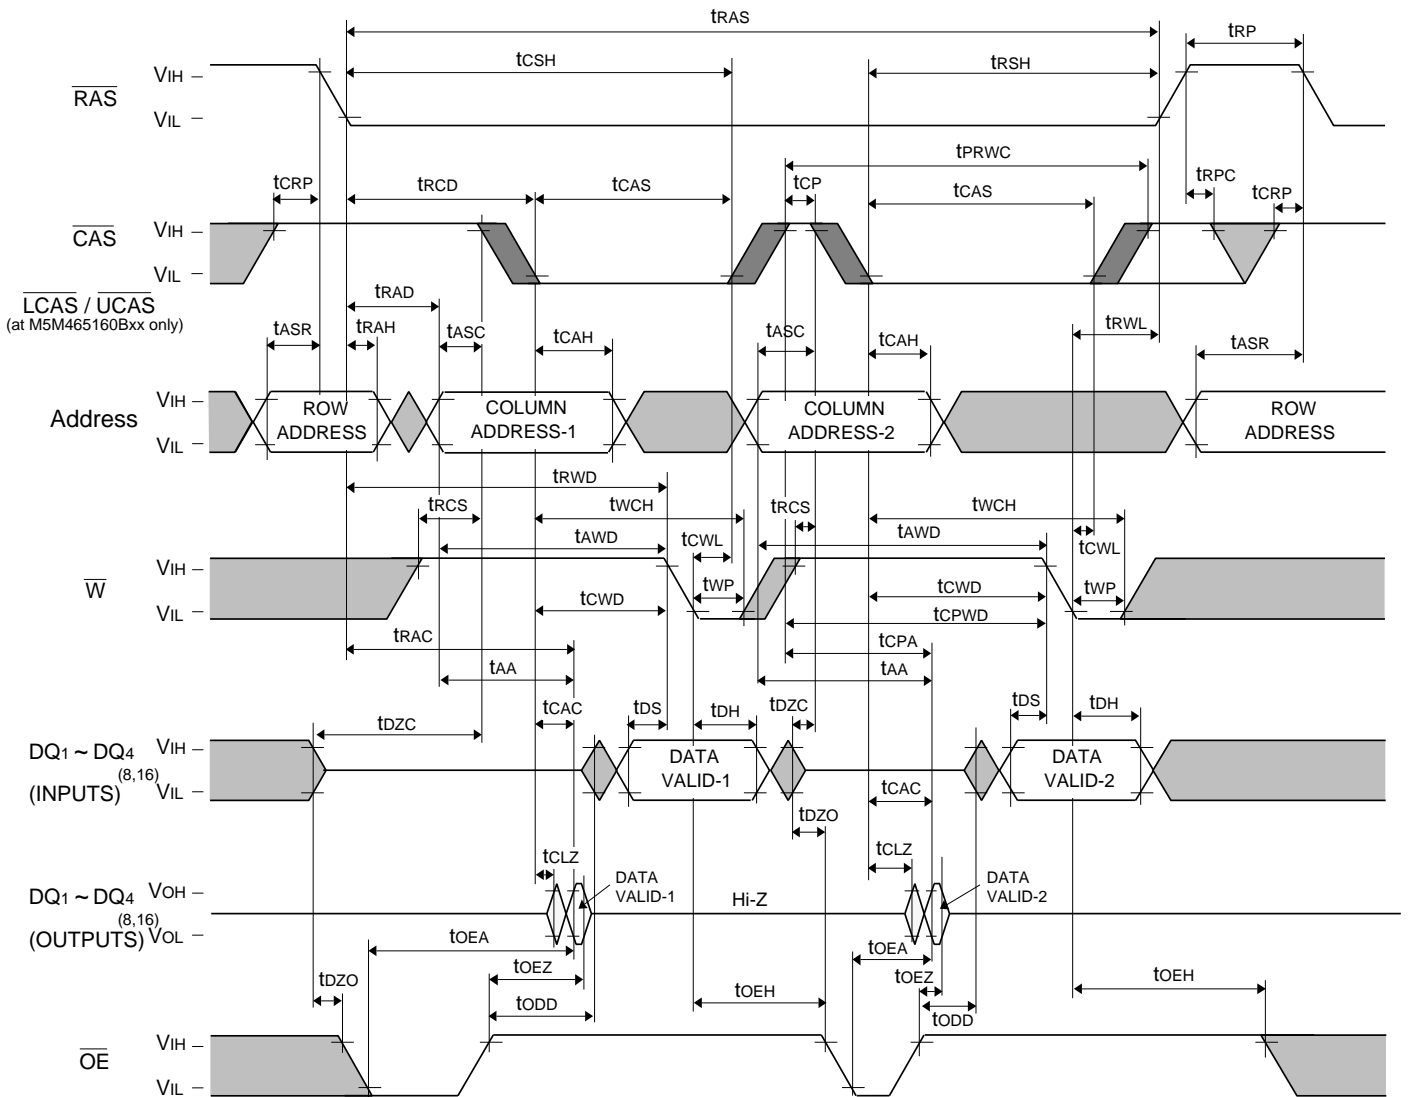 tRAS
tRP
tCSH
tRSH
VIH
RAS
VIL
tPRWC
tCRP
tRCD
tCAS
tCP
tCAS
tRPC
tCRP
VIH
CAS
VIL
LCAS / UCAS
(at M5M465160Bxx only)
tRAD
tASR
tRAH
tASC
tCAH
tASC
tCAH
tRWL
tASR
Address
VIH
VIL
ROW ADDRESS
COLUMN ADDRESS-1
COLUMN ADDRESS-2
ROW ADDRESS
tRWD
tRCS
tWCH
tRCS
tWCH
tAWD
tCWL
tAWD
tCWL
VIH
W
VIL
tWP
tCWD
tCWD
tWP
tCPWD
tRAC
tCPA
tAA
tAA
tDZC
tCAC
tDS
tDH
tDZC
tDS
tDH
DQ1 ~ DQ4
(8,16)
(INPUTS)
VIH
VIL
DATA VALID-1
DATA VALID-2
tCAC
tDZO
tCLZ
tCLZ
DQ1 ~ DQ4
(8,16)
(OUTPUTS)
VOH
VOL
DATA VALID-1
Hi-Z
DATA VALID-2
tOEA
tOEA
tDZO
tOEZ
tOEZ
tOEH
tODD
tOEH
tODD
VIH
OE
VIL